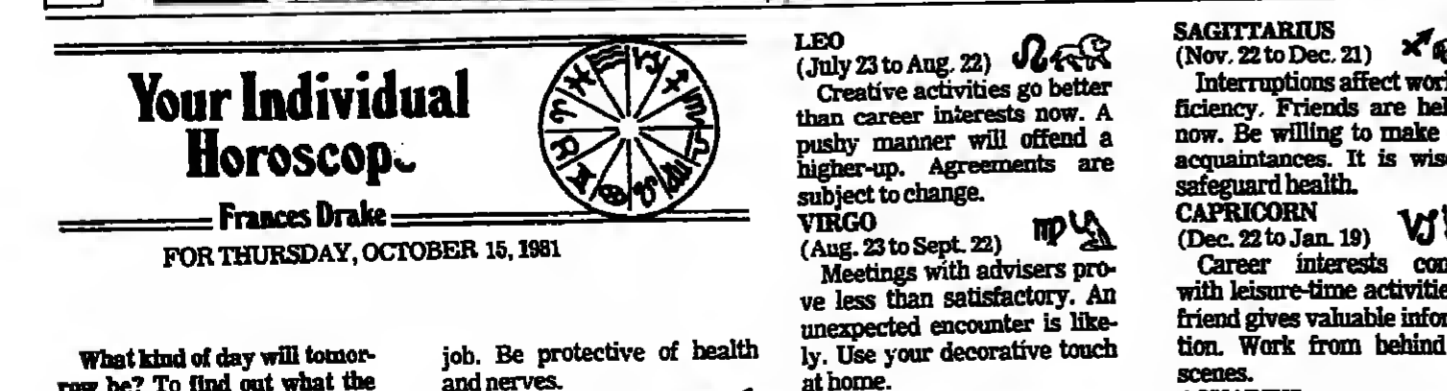 Your Individual
Horoscope
Frances Drake
FOR THURSDAY, OCTOBER 15, 1981
What kind of day will tomor-
row be? To find out what the
job. Be protective of health
and nerves.
LEO
(July 23 to Aug. 22)
Creative activities go better
than career interests now. A
pushy manner will offend a
higher-up. Agreements are
subject to change.
VIRGO
(Aug. 23 to Sept. 22)
Meetings with advisers pro-
ve less than satisfactory. An
unexpected encounter is like-
ly. Use your decorative touch
at home.
SAGITTARIUS
(Nov. 22 to Dec. 21)
Interruptions affect
ficiency. Friends are
now. Be willing to make
acquaintances. It is
safeguard health.
CAPRICORN
(Dec. 22 to Jan. 19)
Career interests
with leisure-time
friend gives valuable
tion. Work from behind
scenes.